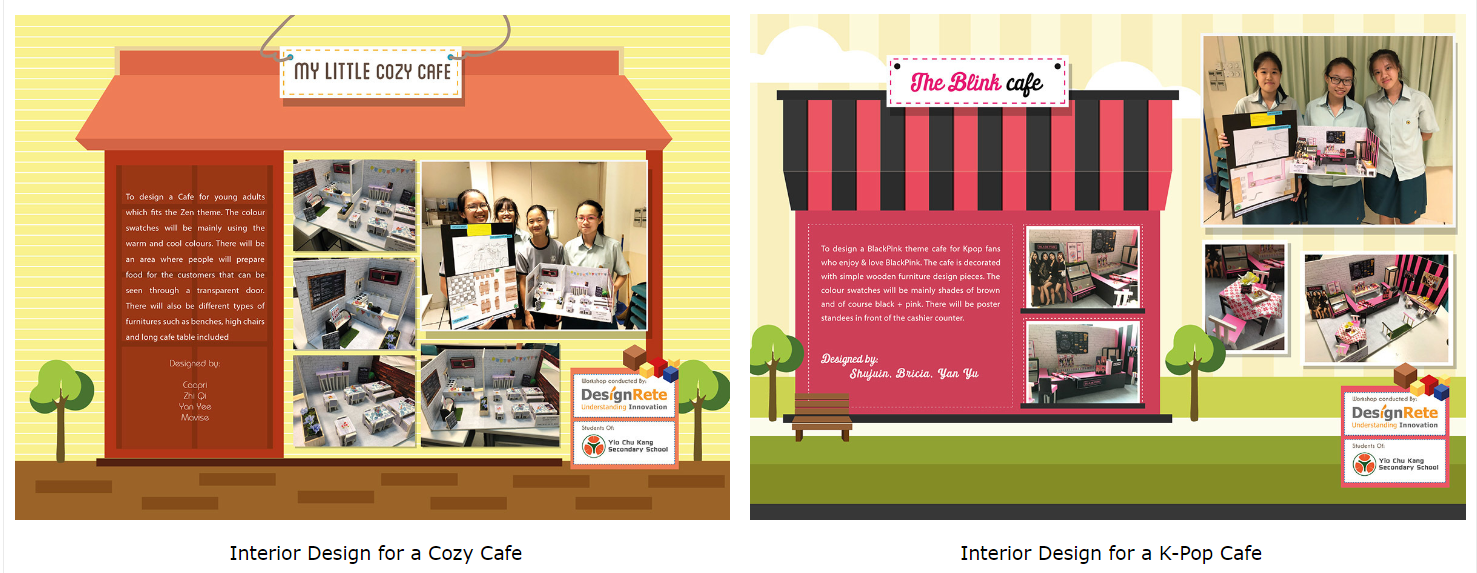 MY LITTLE COZY CAFE
To design a Cafe for young adults
which fits the Zen theme. The colour
swatches will be mainly using the
warm and cool colours. There will be
an area where people will prepare
food for the customers that can be
seen through a transparent door.
There will also be different types of
furnitures such as benches, high chairs
and long cafe table included
Designed by:
Caapri
Zhi Qi
Yan Yee
Mavise
Workshop conducted By:
DesignRete
Understanding Innovation
Students Of:
Yio Chu Kang
Secondary School
Interior Design for a Cozy Cafe
The Blink cafe
To design a BlackPink theme cafe for Kpop fans
who enjoy & love BlackPink. The cafe is decorated
with simple wooden furniture design pieces. The
colour swatches will be mainly shades of brown
and of course black + pink. There will be poster
standees in front of the cashier counter.
Designed by:
Shujuin, Bricia, Yan Yu
Workshop conducted By:
DesignRete
Understanding Innovation
Students Of:
Yio Chu Kang
Secondary School
Interior Design for a K-Pop Cafe